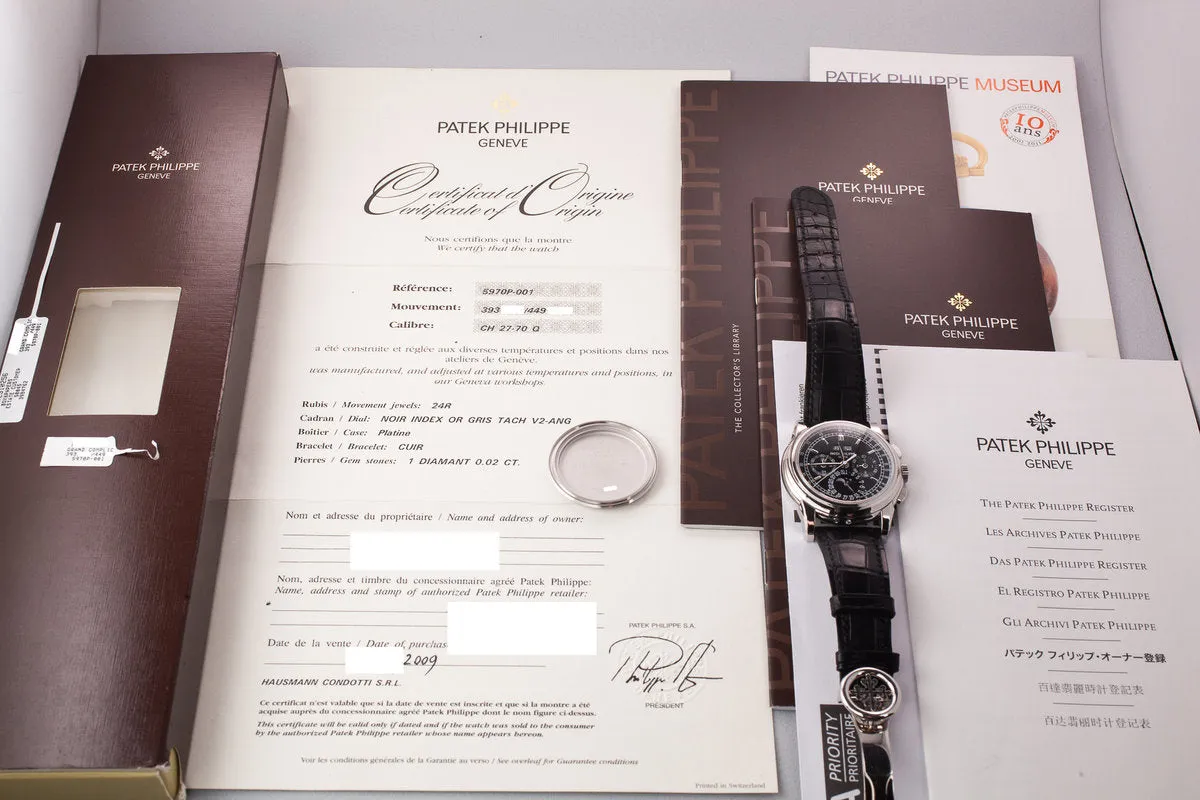 PATEK PHILIPPE
GENEVE
GRAND COMPLIC
393 /449
5970P-001
PATEK PHILIPPE
GENEVE
Certificat d'Origine
Certificate of Origin
Nous certifions que la montre
We certify that the watch
Référence: 5970P-001
Mouvement: 393 /449
Calibre: CH 27-70 Q
a été construite et réglée aux diverses températures et positions dans nos
ateliers de Genève.
was manufactured, and adjusted at various temperatures and positions, in
our Geneva workshops.
Rubis / Movement jewels: 24R
Cadran / Dial: NOIR INDEX OR GRIS TACH V2-ANG
Boîtier / Case: Platine
Bracelet / Bracelet: CUIR
Pierres / Gem stones: 1 DIAMANT 0.02 CT.
Nom et adresse du propriétaire / Name and address of owner:
Nom, adresse et timbre du concessionnaire agréé Patek Philippe:
Name, address and stamp of authorized Patek Philippe retailer:
Date de la vente / Date of purchas
2009
HAUSMANN CONDOTTI S.R.L.
PATEK PHILIPPE S.A.
PRESIDENT
Ce certificat n'est valable que si la date de vente est inscrite et que si la montre a été
acquise auprès du concessionnaire agréé Patek Philippe dont le nom figure ci-dessus.
This certificate will be valid only if dated and if the watch was sold to the consumer
by the authorized Patek Philippe retailer whose name appears hereon.
Voir les conditions générales de la Garantie au verso / See overleaf for Guarantee conditions
Printed in Switzerland
PATEK PHILIPPE
THE COLLECTOR'S LIBRARY
PATEK PHILIPPE
GENEVE
PATEK PHILIPPE MUSEUM
10
ans
PATEK PHILIPPE
PATEK PHILIPPE
GENEVE
PATEK PHILIPPE
GENEVE
THE PATEK PHILIPPE REGISTER
LES ARCHIVES PATEK PHILIPPE
DAS PATEK PHILIPPE REGISTER
EL REGISTRO PATEK PHILIPPE
GLI ARCHIVI PATEK PHILIPPE
パテック フィリップ・オーナー登録
百達翡麗時計登記表
百达翡丽时计登记表
PRIORITY
PRIORITAIRE